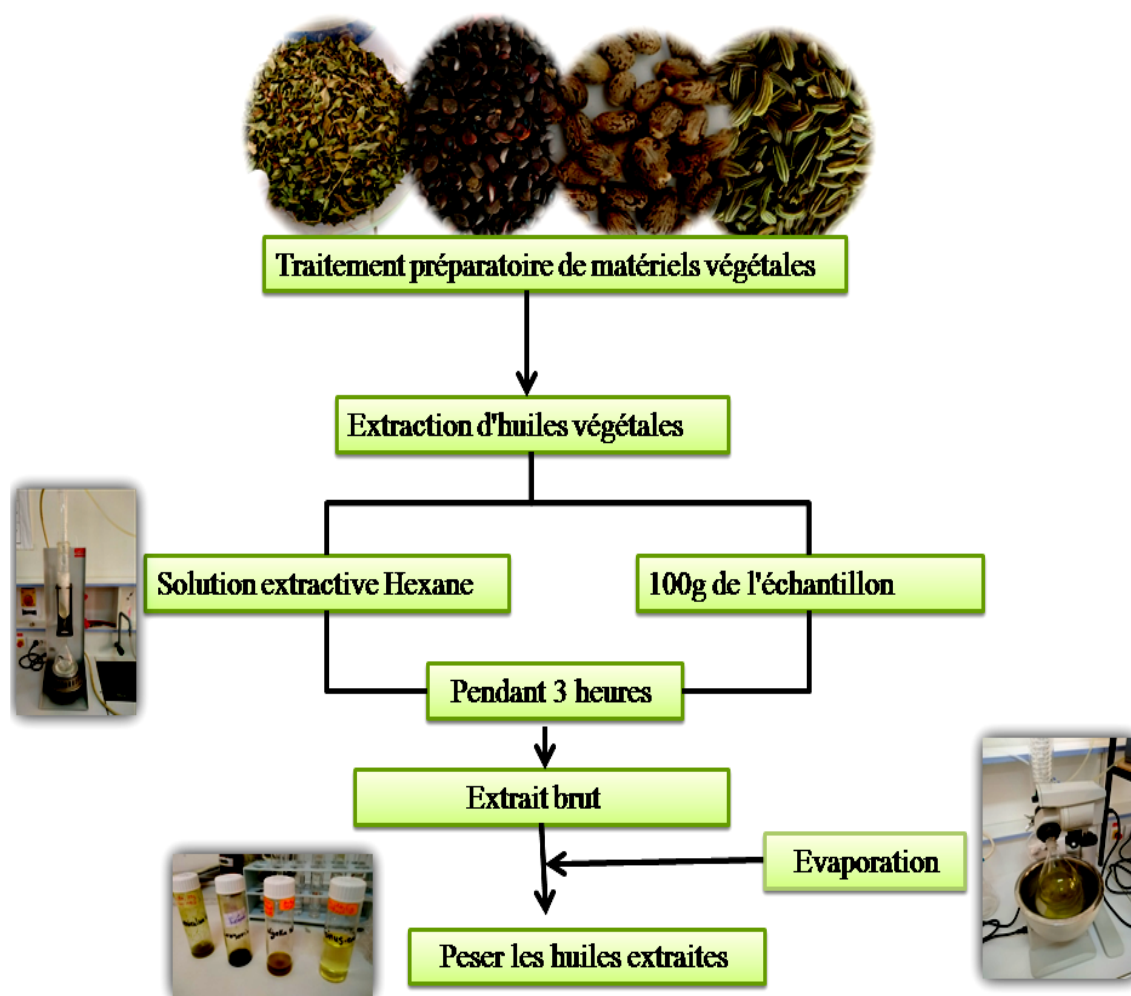 Traitement préparatoire de matériels végétales
Extraction d'huiles végétales
Solution extractive Hexane
100g de l'échantillon
Pendant 3 heures
Extrait brut
Evaporation
Peser les huiles extraites